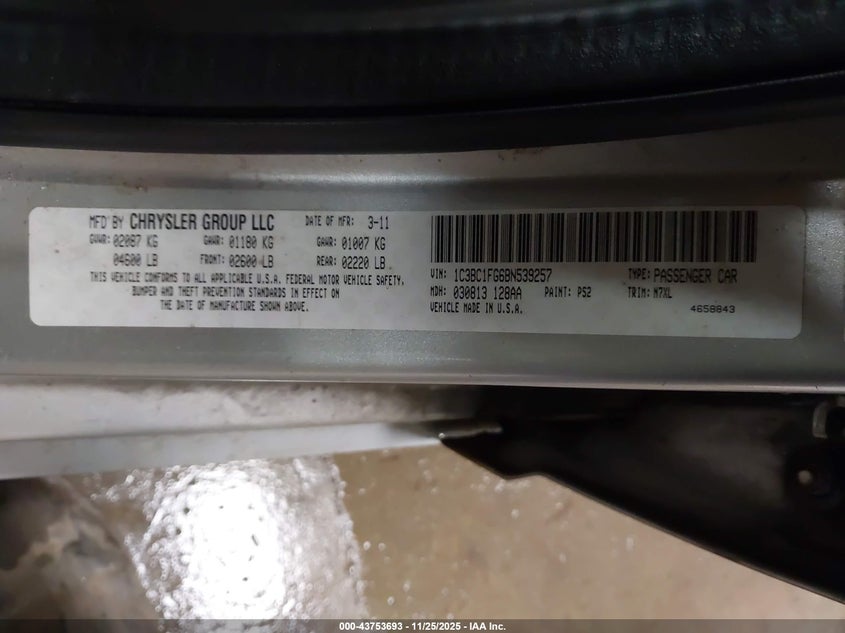 MFD BY CHRYSLER GROUP LLC DATE OF MFR: 3-11
GVWR: 02087 KG GAWR: 01180 KG GAWR: 01007 KG
04600 LB FRONT: 02600 LB REAR: 02220 LB
THIS VEHICLE CONFORMS TO ALL APPLICABLE U.S.A. FEDERAL MOTOR VEHICLE SAFETY,
BUMPER AND THEFT PREVENTION STANDARDS IN EFFECT ON
THE DATE OF MANUFACTURE SHOWN ABOVE.
VIN: 1C3BC1FG6BN539257 TYPE: PASSENGER CAR
MDH: 030813 128AA PAINT: PS2 TRIM: N7XL
VEHICLE MADE IN U.S.A. 4658843
000-43753693 - 11/25/2025 - IAA Inc.